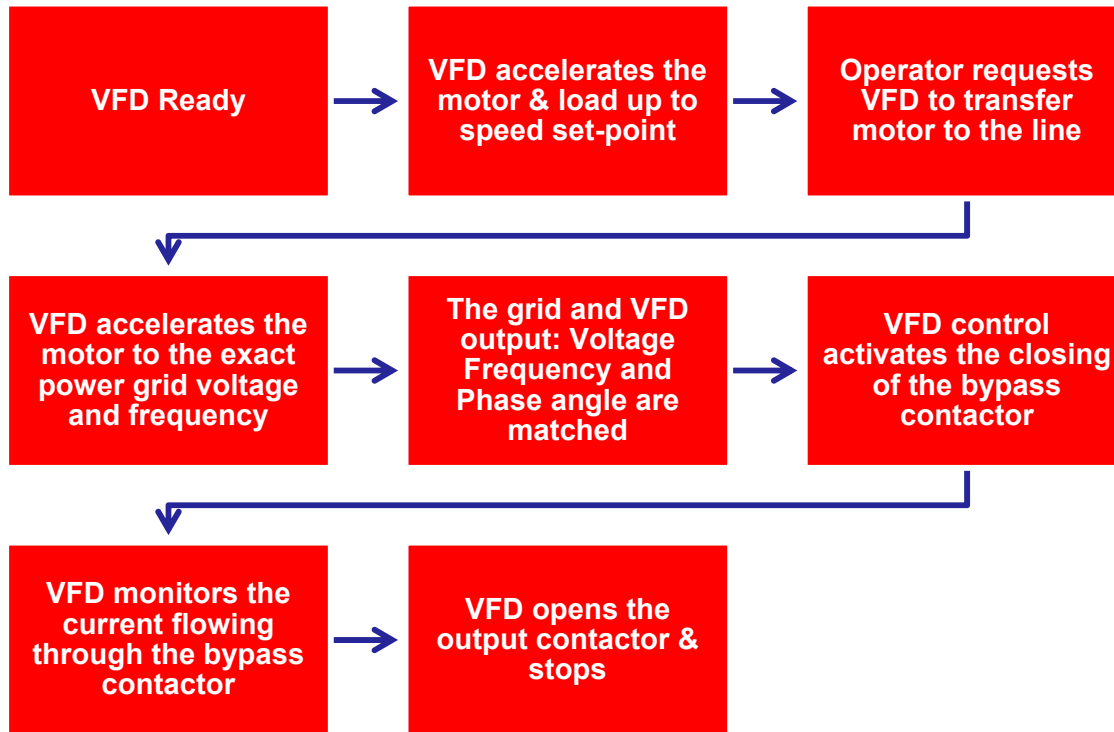 VFD Ready
VFD accelerates the
motor & load up to
speed set-point
Operator requests
VFD to transfer
motor to the line
VFD accelerates the
motor to the exact
power grid voltage
and frequency
The grid and VFD
output: Voltage
Frequency and
Phase angle are
matched
VFD control
activates the closing
of the bypass
contactor
VFD monitors the
current flowing
through the bypass
contactor
VFD opens the
output contactor &
stops